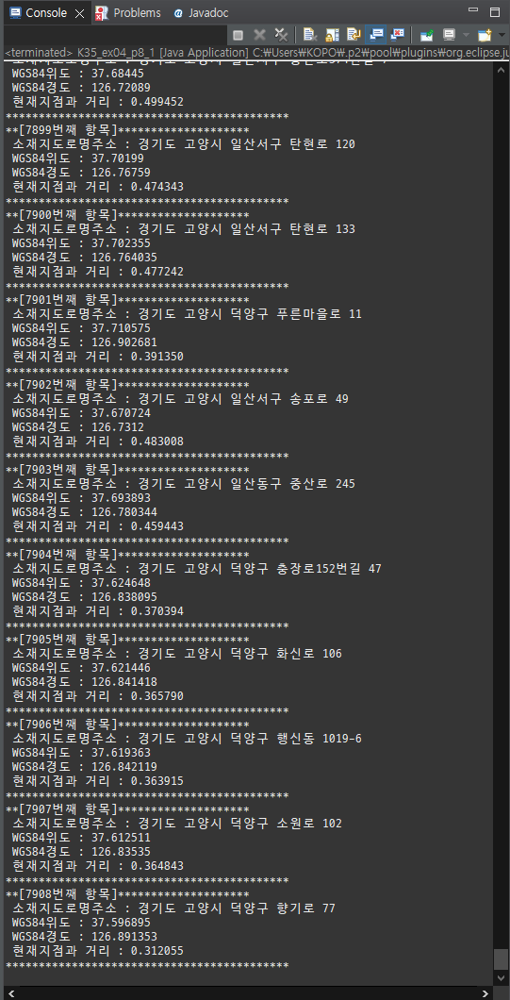 Console Problems @ Javadoc
<terminated> K35_ex04_p8_1 [Java Application] C:₩Users₩KOPO₩.p2₩pool₩plugins₩org.eclipse.ju
WGS84위도 : 37.68445
WGS84경도 : 126.72089
현재지점과 거리 : 0.499452
*******************************************
**[7899번째 항목]********************
소재지도로명주소 : 경기도 고양시 일산서구 탄현로 120
WGS84위도 : 37.70199
WGS84경도 : 126.76759
현재지점과 거리 : 0.474343
*******************************************
**[7900번째 항목]********************
소재지도로명주소 : 경기도 고양시 일산서구 탄현로 133
WGS84위도 : 37.702355
WGS84경도 : 126.764035
현재지점과 거리 : 0.477242
*******************************************
**[7901번째 항목]********************
소재지도로명주소 : 경기도 고양시 덕양구 푸른마을로 11
WGS84위도 : 37.710575
WGS84경도 : 126.902681
현재지점과 거리 : 0.391350
*******************************************
**[7902번째 항목]********************
소재지도로명주소 : 경기도 고양시 일산서구 송포로 49
WGS84위도 : 37.670724
WGS84경도 : 126.7312
현재지점과 거리 : 0.483008
*******************************************
**[7903번째 항목]********************
소재지도로명주소 : 경기도 고양시 일산동구 중산로 245
WGS84위도 : 37.693893
WGS84경도 : 126.780344
현재지점과 거리 : 0.459443
*******************************************
**[7904번째 항목]********************
소재지도로명주소 : 경기도 고양시 덕양구 충장로152번길 47
WGS84위도 : 37.624648
WGS84경도 : 126.838095
현재지점과 거리 : 0.370394
*******************************************
**[7905번째 항목]********************
소재지도로명주소 : 경기도 고양시 덕양구 화신로 106
WGS84위도 : 37.621446
WGS84경도 : 126.841418
현재지점과 거리 : 0.365790
*******************************************
**[7906번째 항목]********************
소재지도로명주소 : 경기도 고양시 덕양구 행신동 1019-6
WGS84위도 : 37.619363
WGS84경도 : 126.842119
현재지점과 거리 : 0.363915
*******************************************
**[7907번째 항목]********************
소재지도로명주소 : 경기도 고양시 덕양구 소원로 102
WGS84위도 : 37.612511
WGS84경도 : 126.83535
현재지점과 거리 : 0.364843
*******************************************
**[7908번째 항목]********************
소재지도로명주소 : 경기도 고양시 덕양구 향기로 77
WGS84위도 : 37.596895
WGS84경도 : 126.891353
현재지점과 거리 : 0.312055
*******************************************